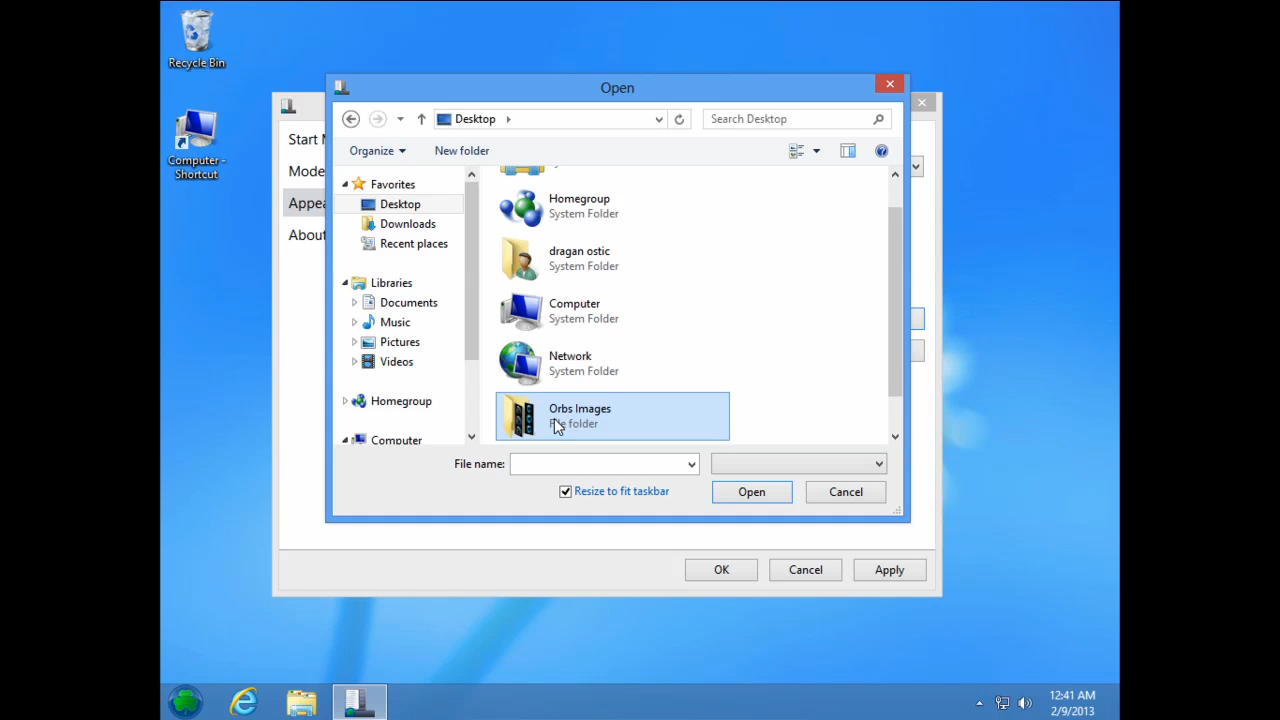 Recycle Bin
Computer -
Shortcut
Start M
Mode
Appea
About
Open
Desktop
Search Desktop
Organize
New folder
Favorites
Desktop
Downloads
Recent places
Libraries
Documents
Music
Pictures
Videos
Homegroup
Computer
Homegroup
System Folder
dragan ostic
System Folder
Computer
System Folder
Network
System Folder
Orbs Images
File folder
File name:
Resize to fit taskbar
Open
Cancel
OK
Cancel
Apply
12:41 AM
2/9/2013